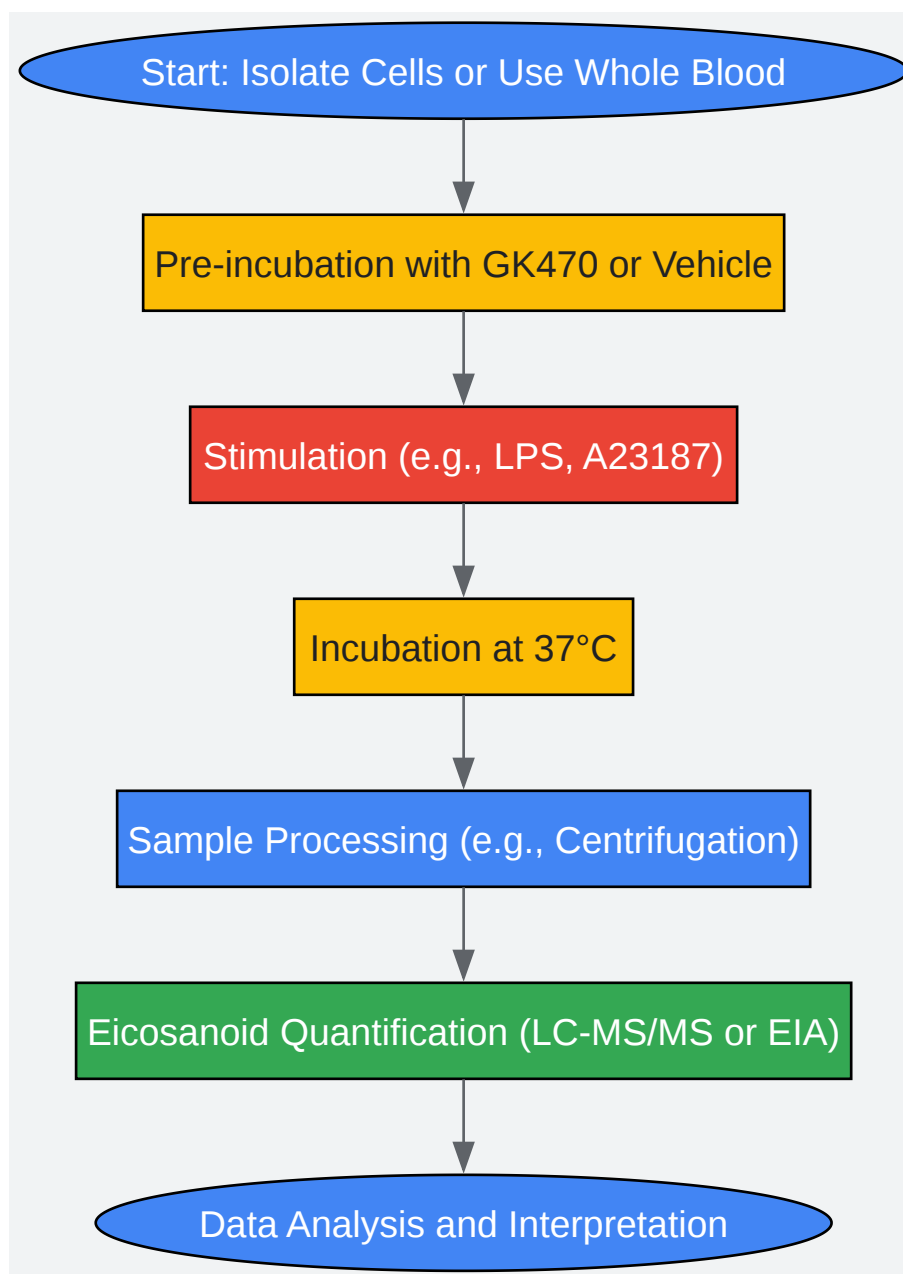 Start: Isolate Cells or Use Whole Blood
Pre-incubation with GK470 or Vehicle
Stimulation (e.g., LPS, A23187)
Incubation at 37°C
Sample Processing (e.g., Centrifugation)
Eicosanoid Quantification (LC-MS/MS or EIA)
Data Analysis and Interpretation